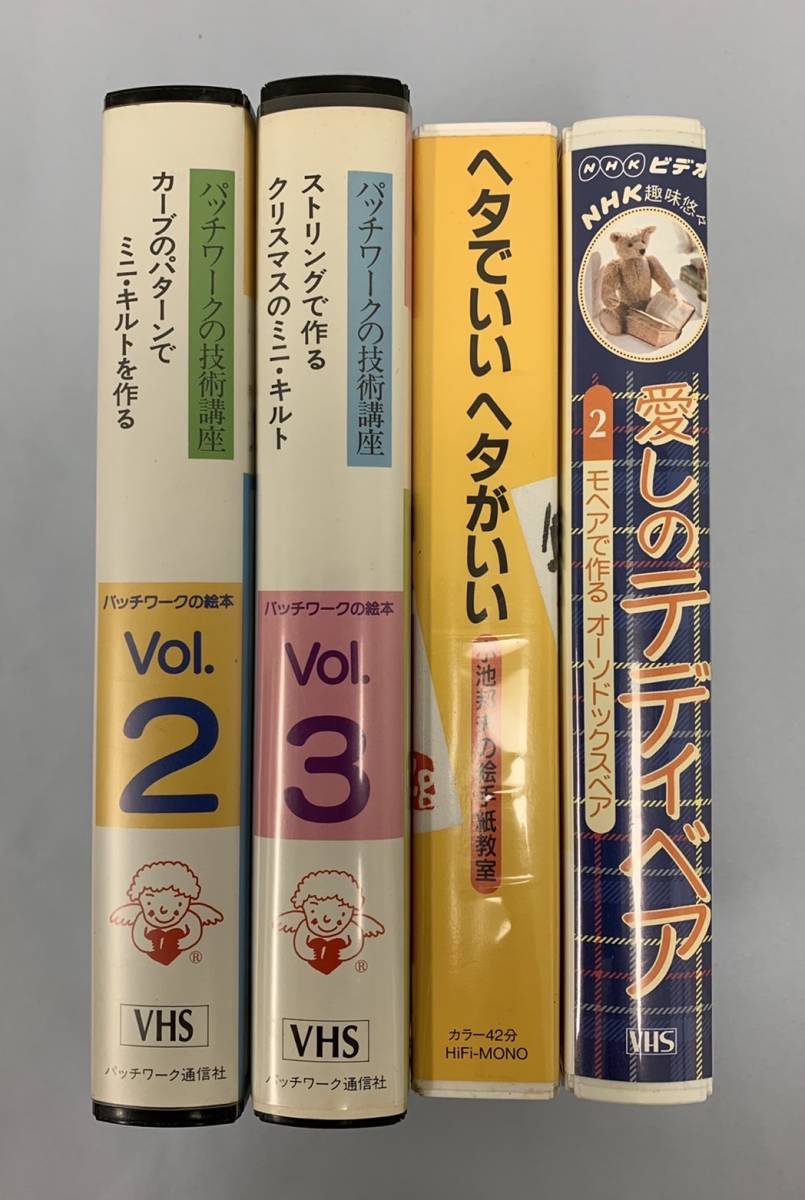 パッチワークの技術講座
カーブのパターンで
ミニ・キルトを作る
パッチワークの絵本
Vol.
2
®
VHS
パッチワーク通信社
パッチワークの技術講座
ストリングで作る
クリスマスのミニ・キルト
パッチワークの絵本
Vol.
3
®
VHS
パッチワーク通信社
ヘタでいい ヘタがいい
小池邦夫の絵手紙教室
カラー42分
HiFi-MONO
NHKビデオ
NHK趣味悠々
愛しのテディベア
2
モヘアで作る オーソドックスベア
VHS